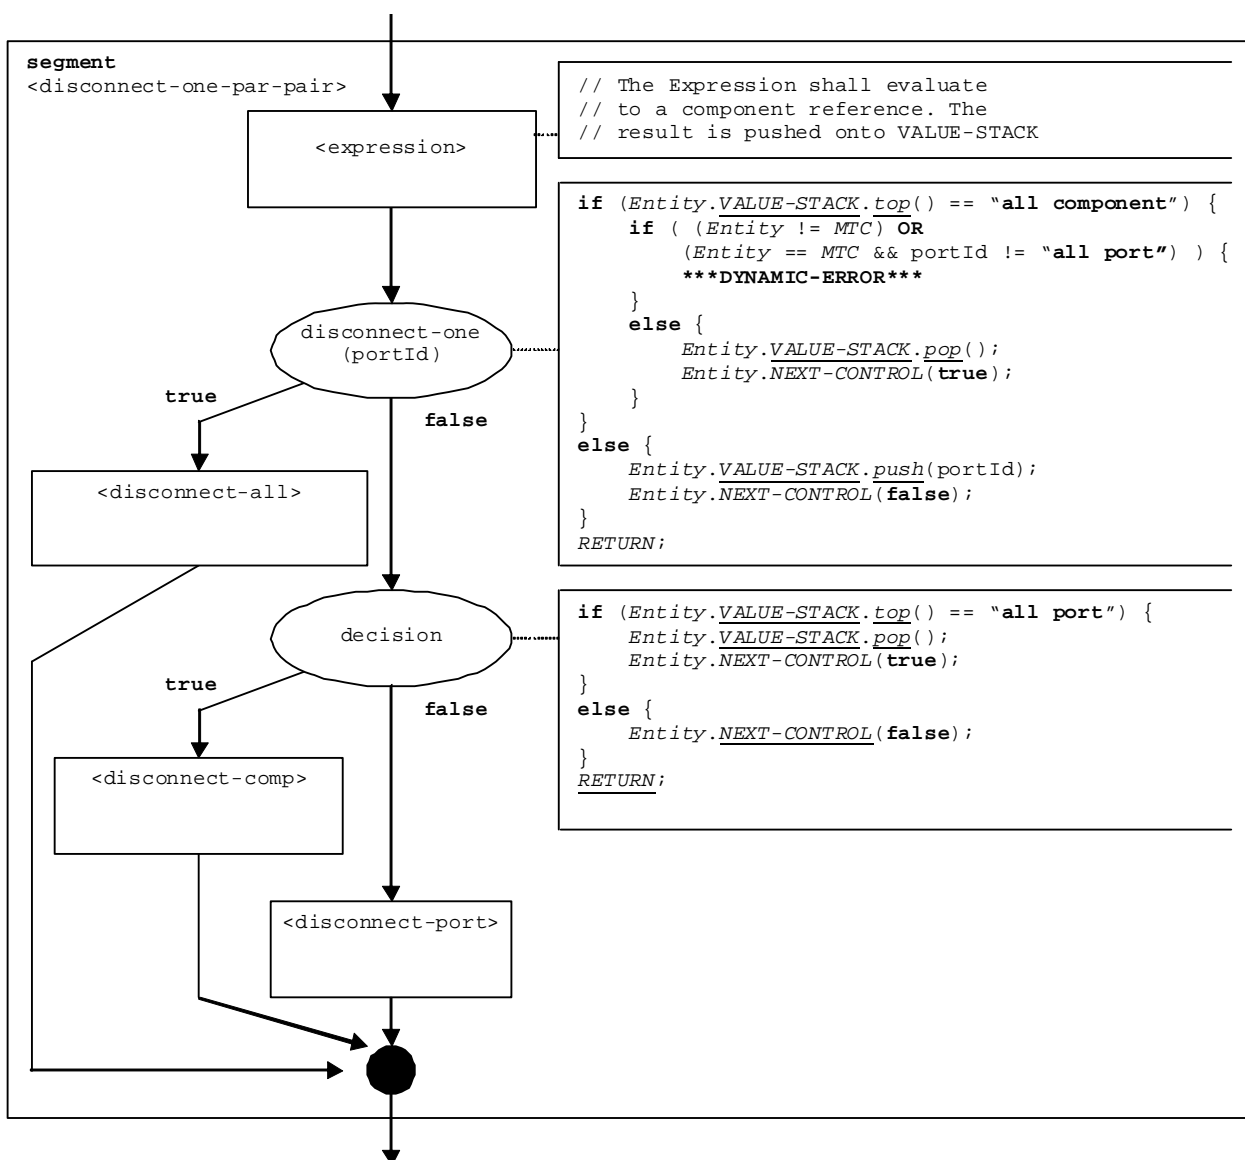 segment
<disconnect-one-par-pair>
<expression>
// The Expression shall evaluate
// to a component reference. The
// result is pushed onto VALUE-STACK
disconnect-one
(portId)
if (Entity.VALUE-STACK.top() == “all component”) {
if ( (Entity != MTC) OR
(Entity == MTC && portId != “all port”) ) {
***DYNAMIC-ERROR***
}
else {
Entity.VALUE-STACK.pop();
Entity.NEXT-CONTROL(true);
}
}
else {
Entity.VALUE-STACK.push(portId);
Entity.NEXT-CONTROL(false);
}
RETURN;
true
false
<disconnect-all>
decision
if (Entity.VALUE-STACK.top() == “all port”) {
Entity.VALUE-STACK.pop();
Entity.NEXT-CONTROL(true);
}
else {
Entity.NEXT-CONTROL(false);
}
RETURN;
true
false
<disconnect-comp>
<disconnect-port>